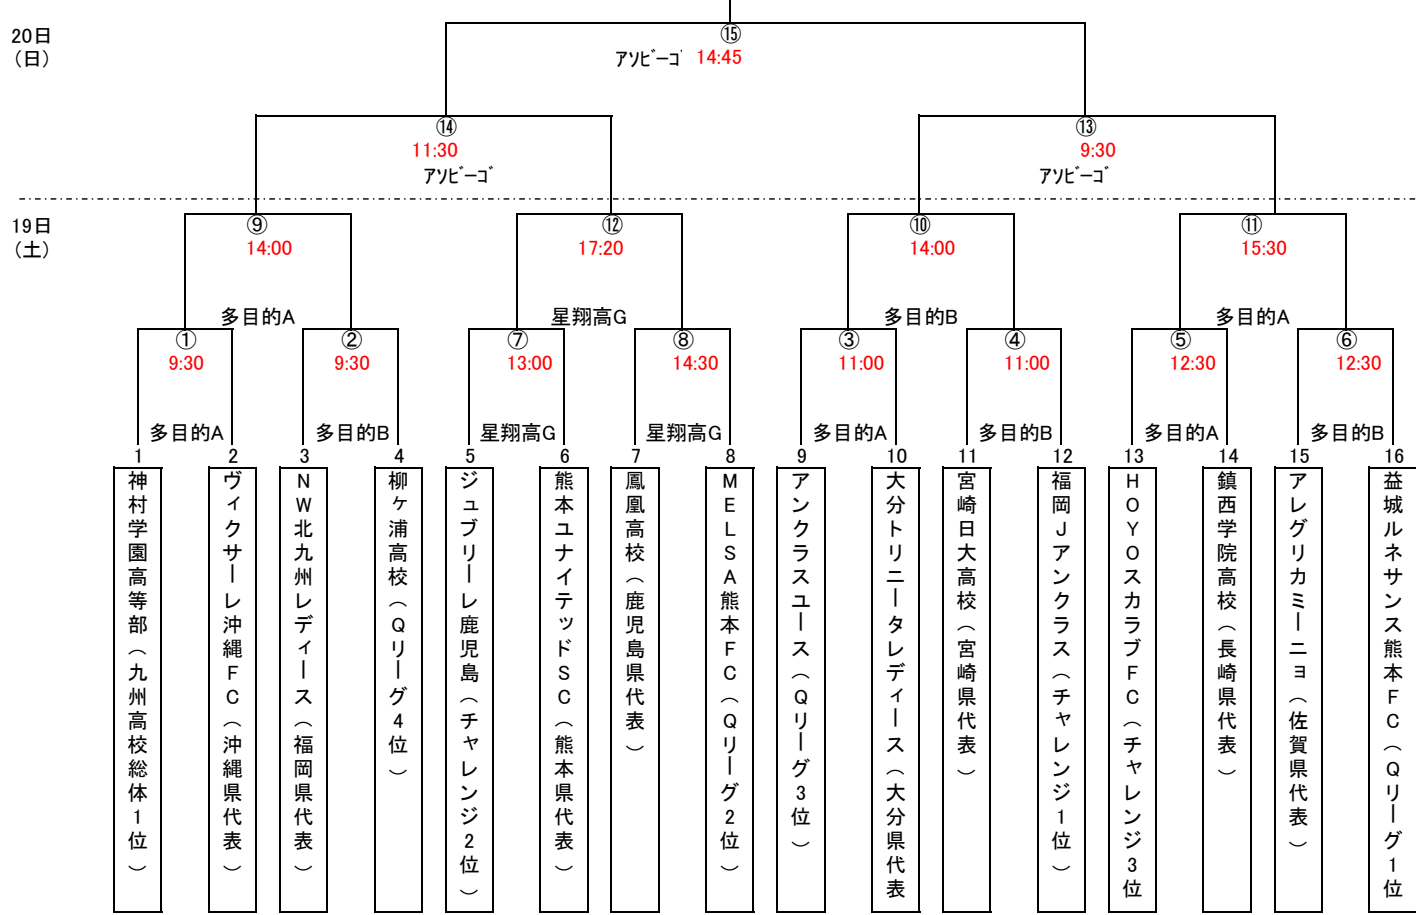 20日
(日)
⑮
アソビーゴ 14:45
⑭
11:30
アソビーゴ
⑬
9:30
アソビーゴ
19日
(土)
⑨
14:00
多目的A
⑫
17:20
星翔高G
⑩
14:00
多目的B
⑪
15:30
多目的A
①
9:30
多目的A
②
9:30
多目的B
⑦
13:00
星翔高G
⑧
14:30
星翔高G
③
11:00
多目的A
④
11:00
多目的B
⑤
12:30
多目的A
⑥
12:30
多目的B
1
神村学園高等部（九州高校総体1位）
2
ヴィクサーレ沖縄FC（沖縄県代表）
3
NW北九州レディース（福岡県代表）
4
柳ヶ浦高校（Qリーグ4位）
5
ジュブリーレ鹿児島（チャレンジ2位）
6
熊本ユナイテッドSC（熊本県代表）
7
鳳凰高校（鹿児島県代表）
8
MELSA熊本FC（Qリーグ2位）
9
アンクラスユース（Qリーグ3位）
10
大分トリニータレディース（大分県代表
11
宮崎日大高校（宮崎県代表）
12
福岡Jアンクラス（チャレンジ1位）
13
HOYOスカラブFC（チャレンジ3位
14
鎮西学院高校（長崎県代表）
15
アレグリカミーニョ（佐賀県代表）
16
益城ルネサンス熊本FC（Qリーグ1位